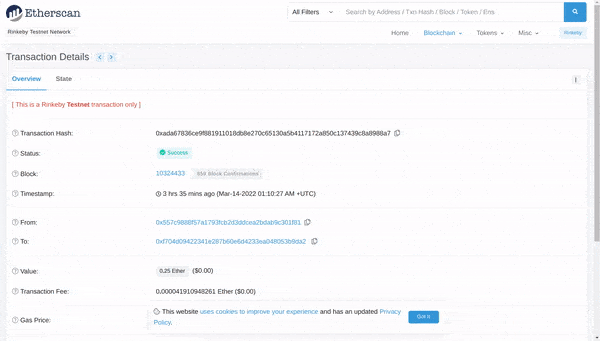 Etherscan
All Filters
Search by Address / Txn Hash / Block / Token / Ens
Rinkeby Testnet Network
Home
Blockchain
Tokens
Misc
Rinkeby
Transaction Details
Overview
State
[ This is a Rinkeby Testnet transaction only ]
Transaction Hash: 0xada67836ce9f881911018db8e270c65130a5b4117172a850c137439c8a8988a7
Status: Success
Block: 10324433 959 Block Confirmations
Timestamp: 3 hrs 35 mins ago (Mar-14-2022 01:10:27 AM +UTC)
From: 0x557c9888f57a1793fcb2d3ddcea2bdab9c301f81
To: 0xf704d09422341e287b60e6d4233ea048f053b9da2
Value: 0.25 Ether ($0.00)
Transaction Fee: 0.000041910948261 Ether ($0.00)
Gas Price:
This website uses cookies to improve your experience and has an updated Privacy
Policy.
Got It